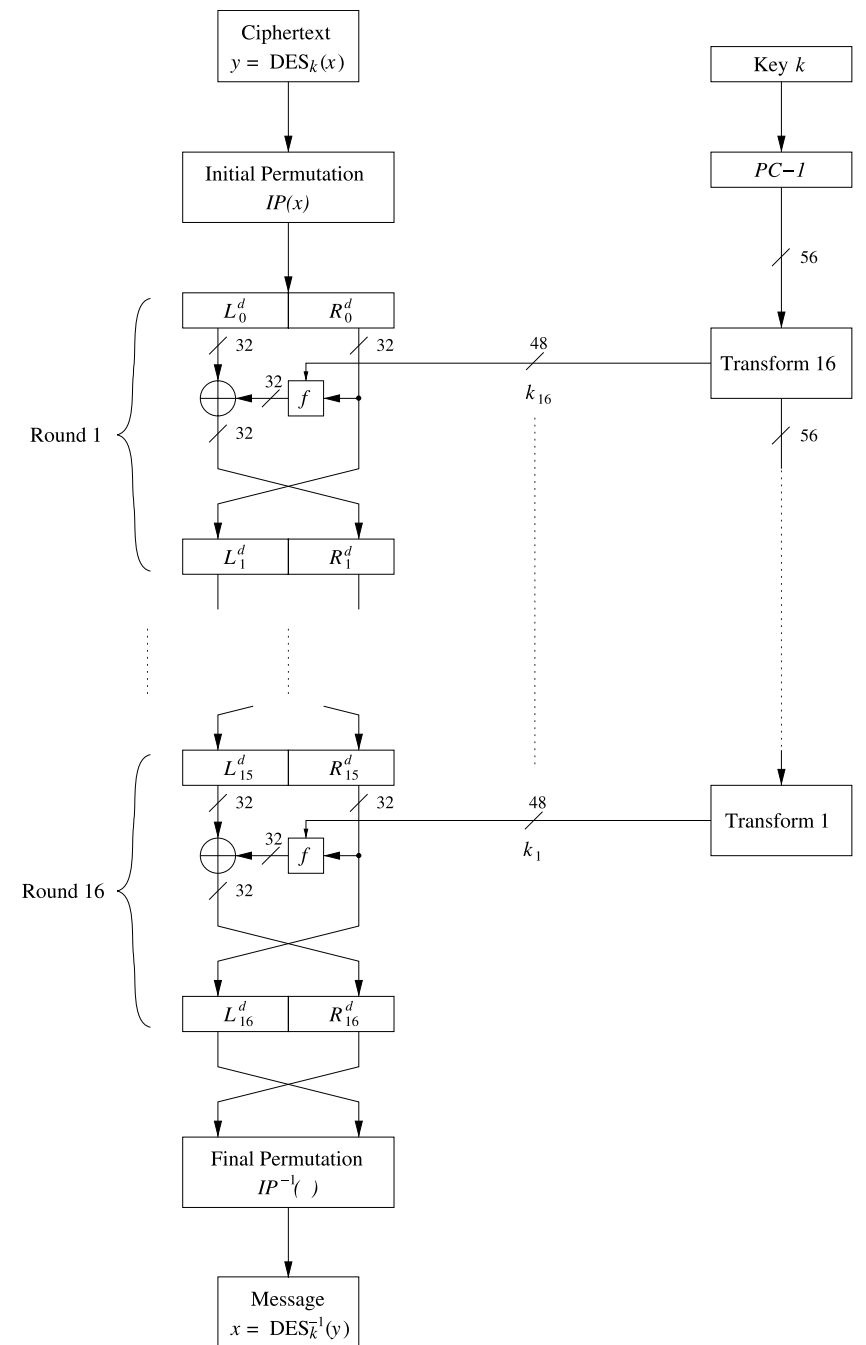 Ciphertext
y = DES_k(x)
Key k
Initial Permutation
IP(x)
PC−1
56
L_0^d R_0^d
32 32
48
Transform 16
32
f
k_16
32
56
Round 1
L_1^d R_1^d
L_15^d R_15^d
32 32
48
Transform 1
32
f
k_1
32
Round 16
L_16^d R_16^d
Final Permutation
IP^−1( )
Message
x = DES_k^−1(y)